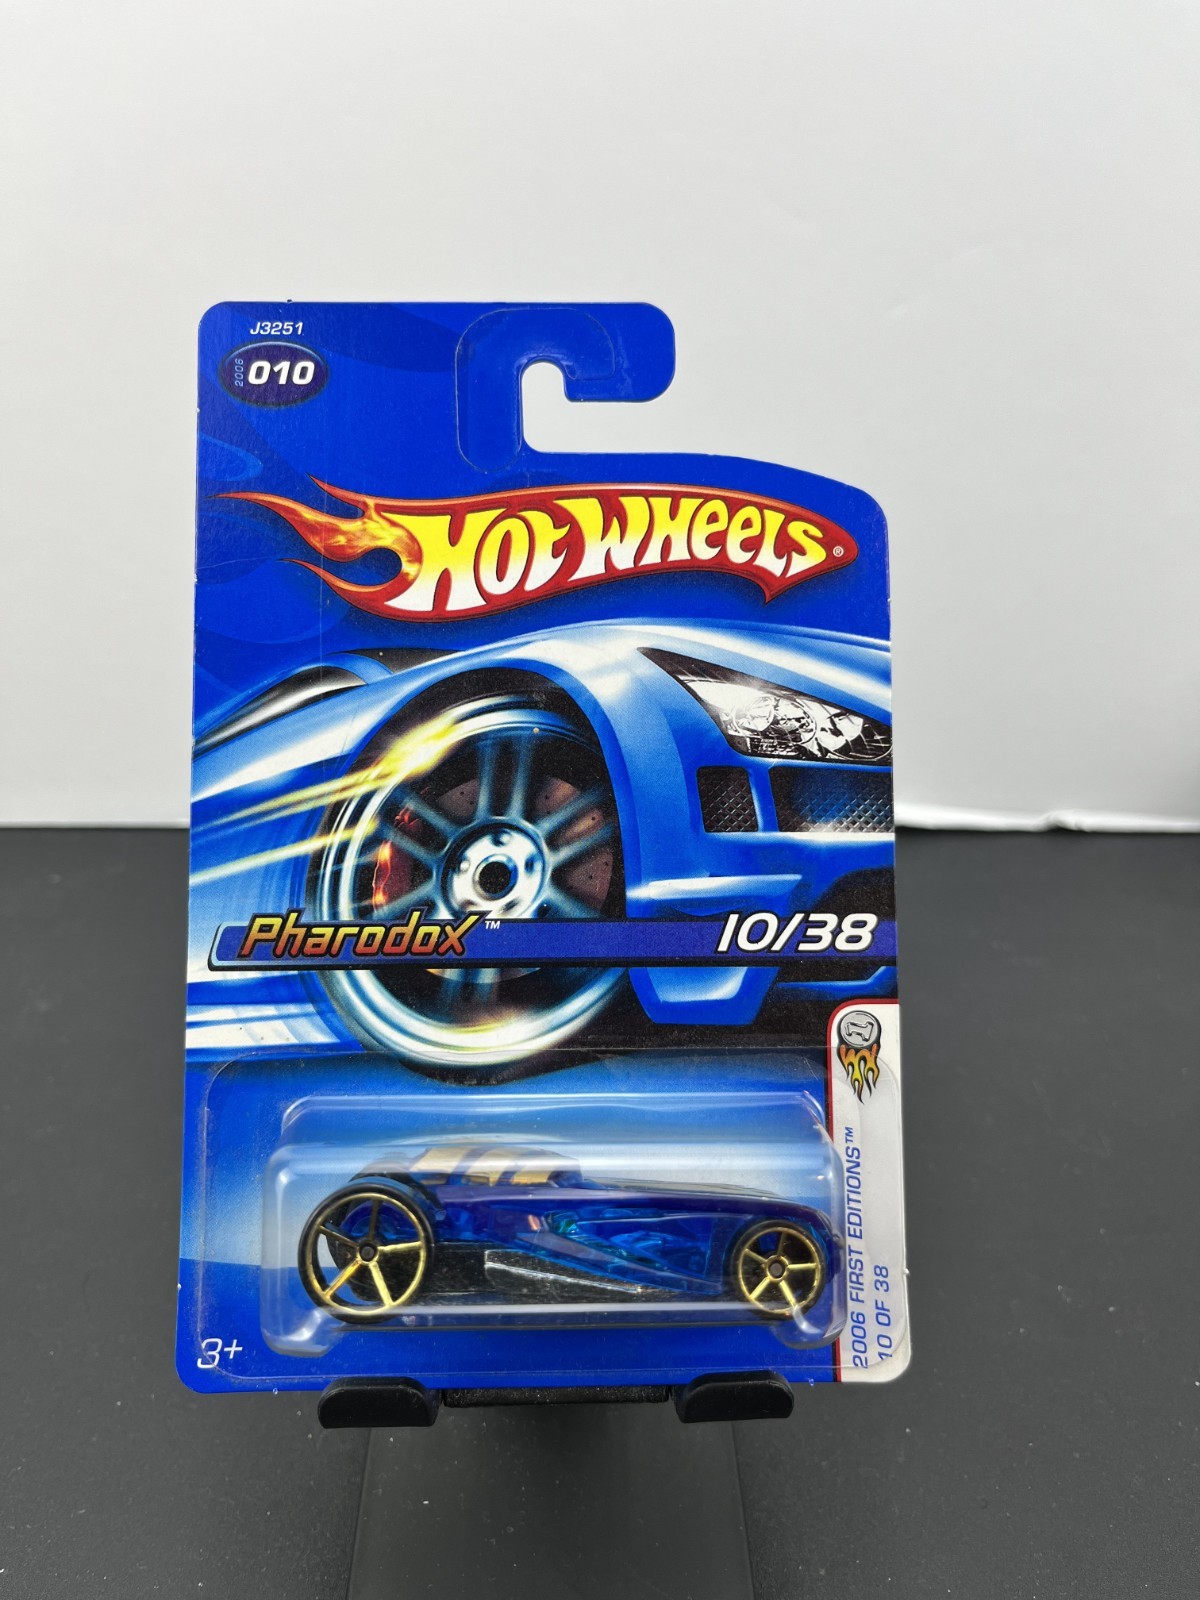 J3251
2006 010
HOT WHEELS®
Pharodox™ 10/38
2006 FIRST EDITIONS™
10 OF 38
3+